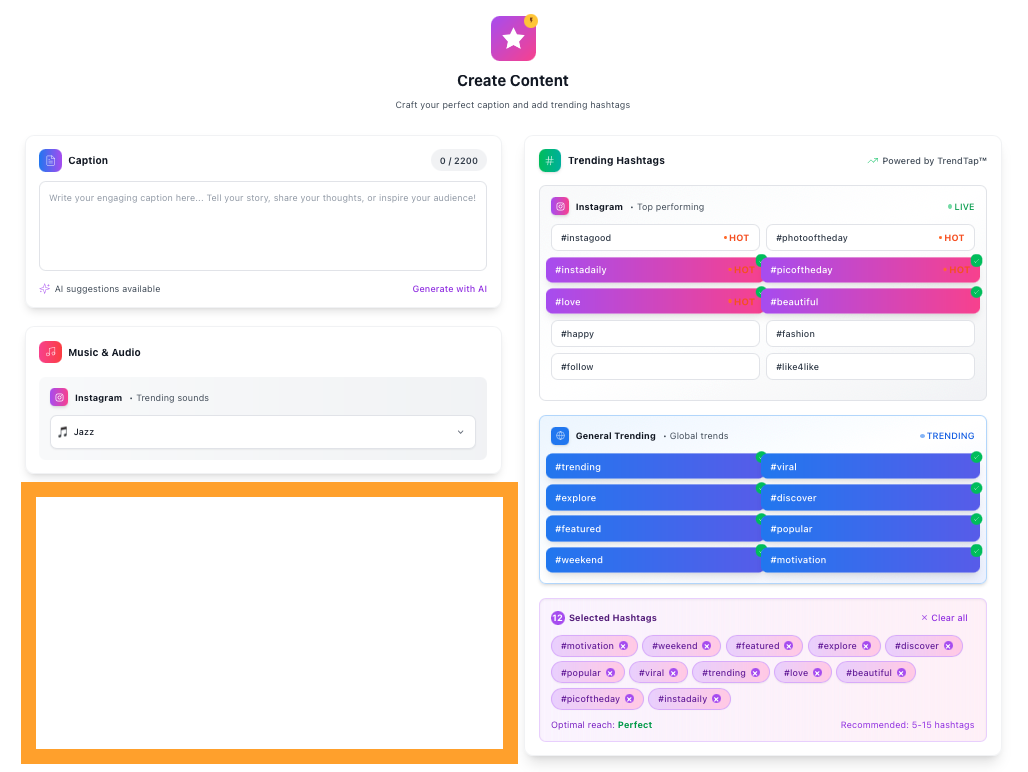 Create Content
Craft your perfect caption and add trending hashtags
Caption
0 / 2200
Write your engaging caption here... Tell your story, share your thoughts, or inspire your audience!
AI suggestions available
Generate with AI
Music & Audio
Instagram • Trending sounds
Jazz
Trending Hashtags
Powered by TrendTap™
Instagram • Top performing
LIVE
#instagood • HOT
#photooftheday • HOT
#instadaily • HOT
#picoftheday • HOT
#love • HOT
#beautiful
#happy
#fashion
#follow
#like4like
General Trending • Global trends
TRENDING
#trending
#viral
#explore
#discover
#featured
#popular
#weekend
#motivation
12 Selected Hashtags
× Clear all
#motivation #weekend #featured #explore #discover
#popular #viral #trending #love #beautiful
#picoftheday #instadaily
Optimal reach: Perfect
Recommended: 5-15 hashtags